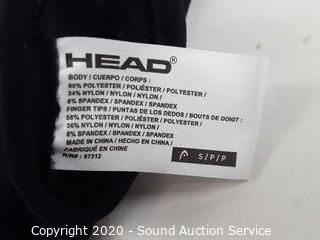 HEAD®
BODY / CUERPO / CORPS :
60% POLYESTER / POLIÉSTER / POLYESTER /
34% NYLON / NYLON / NYLON /
6% SPANDEX / SPANDEX / SPANDEX
FINGER TIPS / PUNTAS DE LOS DEDOS / BOUTS DE DOIGT :
58% POLYESTER / POLIÉSTER / POLYESTER /
36% NYLON / NYLON / NYLON /
6% SPANDEX / SPANDEX / SPANDEX
MADE IN CHINA / HECHO EN CHINA /
FABRIQUÉ EN CHINE
RN# : 87312
S/P/P
Copyright © 2020 - Sound Auction Service